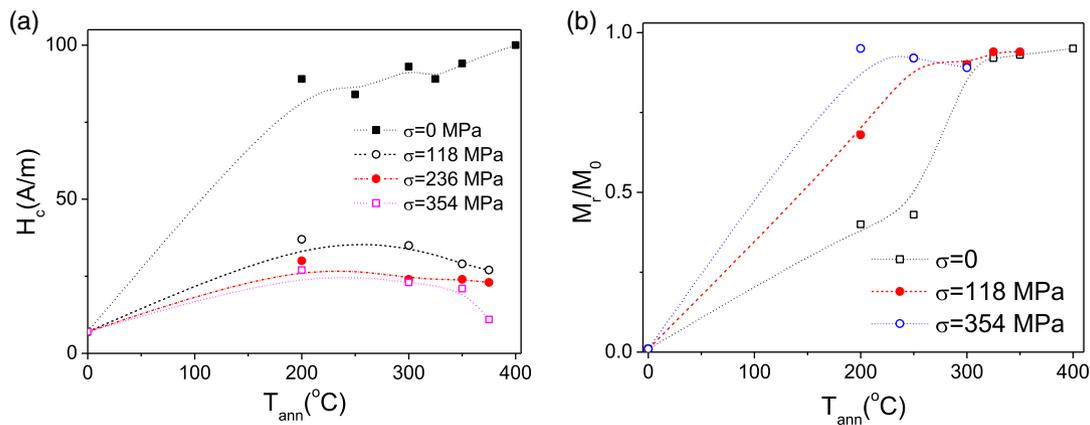 (a)
100
50
0
H_c(A/m)
σ=0 MPa
σ=118 MPa
σ=236 MPa
σ=354 MPa
0 100 200 300 400
T_ann(°C)
(b)
1.0
0.5
0.0
M_r/M_0
σ=0
σ=118 MPa
σ=354 MPa
0 100 200 300 400
T_ann(°C)